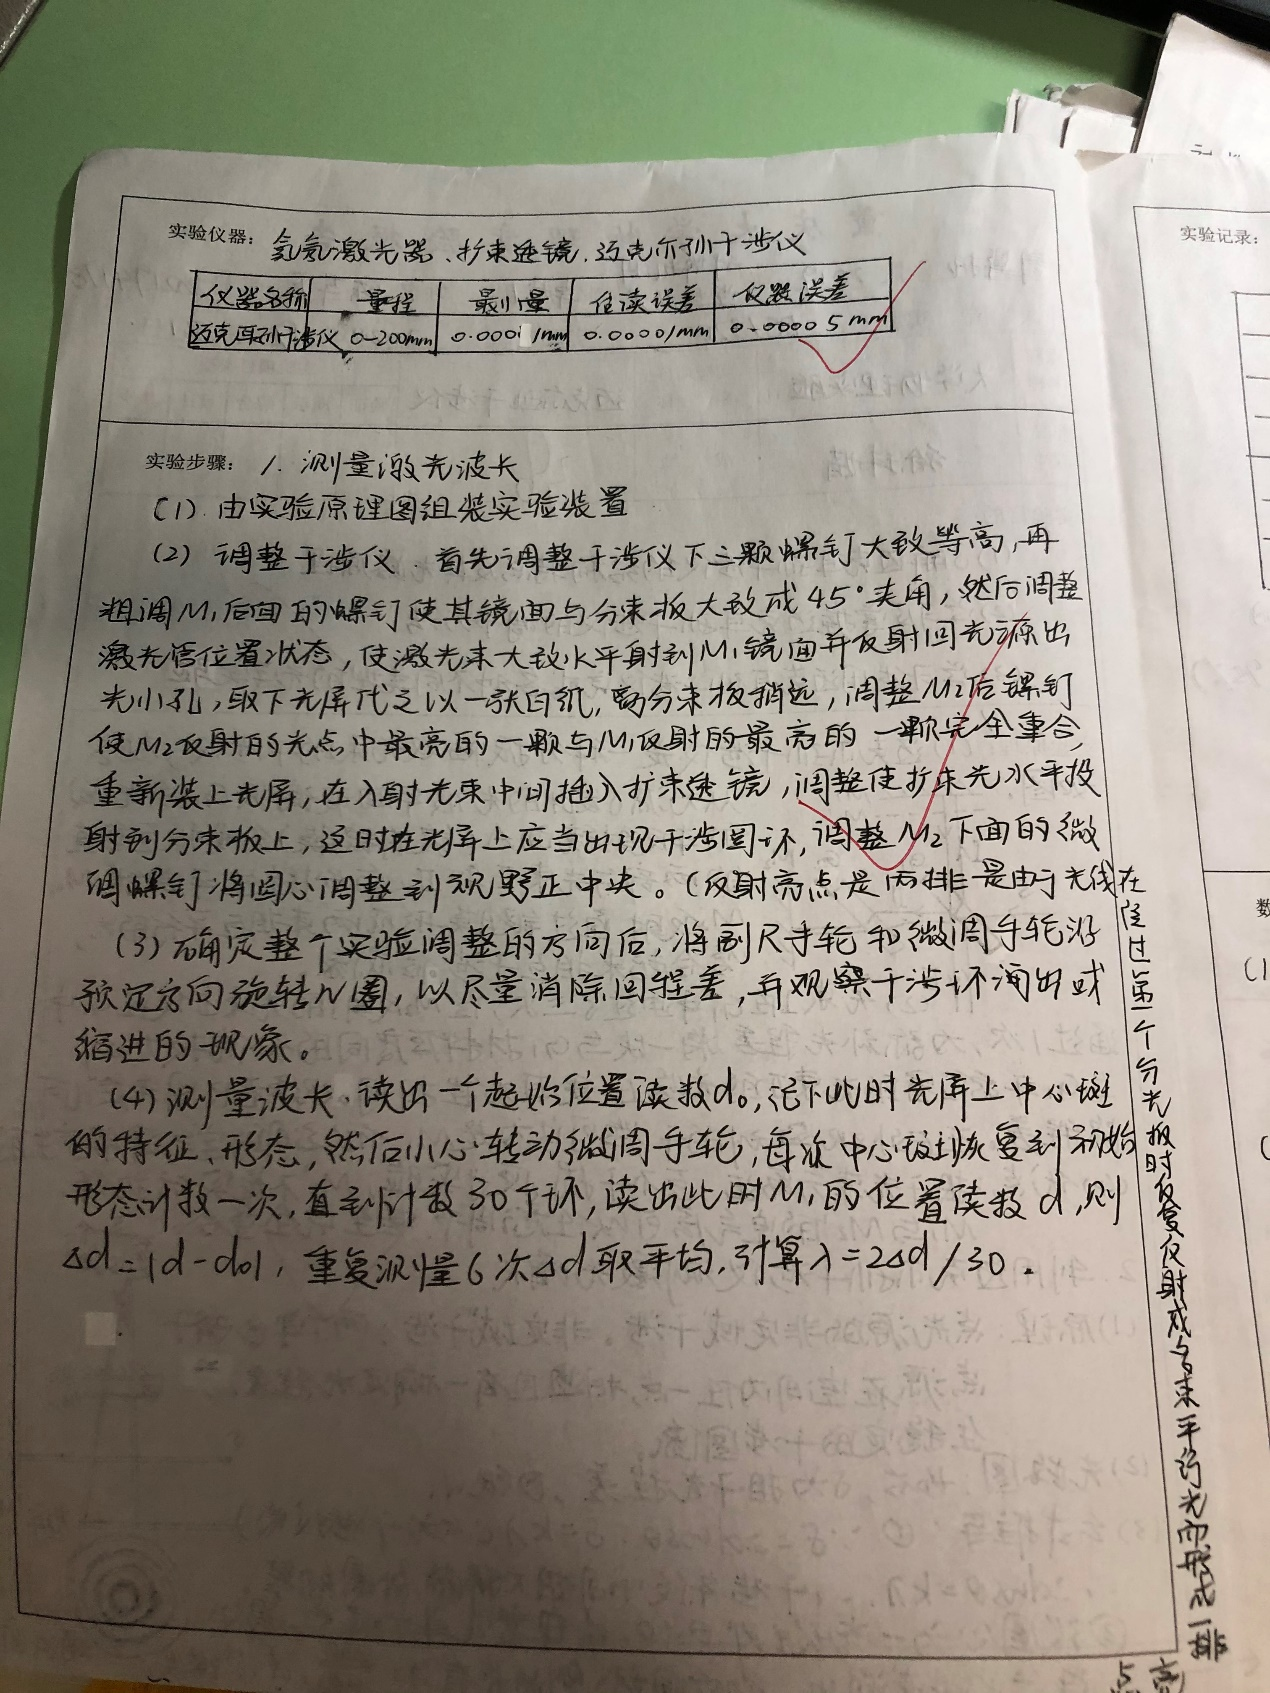 实验仪器：氦氖激光器、扩束透镜、迈克尔孙干涉仪
仪器名称 量程 最小量 估读误差 仪器误差
迈克耳孙干涉仪 0-200mm 0.0001mm 0.00001mm 0.00005mm
实验步骤：1. 测量激光波长
(1) 由实验原理图组装实验装置
(2) 调整干涉仪. 首先调整干涉仪下三颗螺钉大致等高,再
粗调M₁后面的螺钉使其镜面与分束板大致成45°夹角,然后调整
激光管位置状态,使激光束大致水平射到M₁镜面并反射回光源出
光小孔,取下光屏代之以一张白纸,离分束板稍远,调整M₂后螺钉
使M₂反射的光点中最亮的一颗与M₁反射的最亮的一颗完全重合,
重新装上光屏,在入射光束中间插入扩束透镜,调整使扩束光水平投
射到分束板上,这时在光屏上应当出现干涉圆环,调整M₂下面的微
调螺钉将圆心调整到视野正中央。(反射亮点是两排是由于光线在
经过第一个分光板时反复反射成与多束平行光而形成一排
亮点
(3) 确定整个实验调整的方向后,将副尺手轮和微调手轮沿
预定方向旋转N圈,以尽量消除回程差,并观察干涉环涌出或
缩进的现象。
(4) 测量波长.读出一个起始位置读数d₀,记下此时光屏上中心斑
的特征、形态,然后小心转动微调手轮,每次中心斑恢复到初始
形态计数一次,直到计数30个环,读出此时M₁的位置读数d,则
Δd=|d-d₀|,重复测量6次Δd取平均,计算λ=2Δd/30.
实验记录：
数
(1